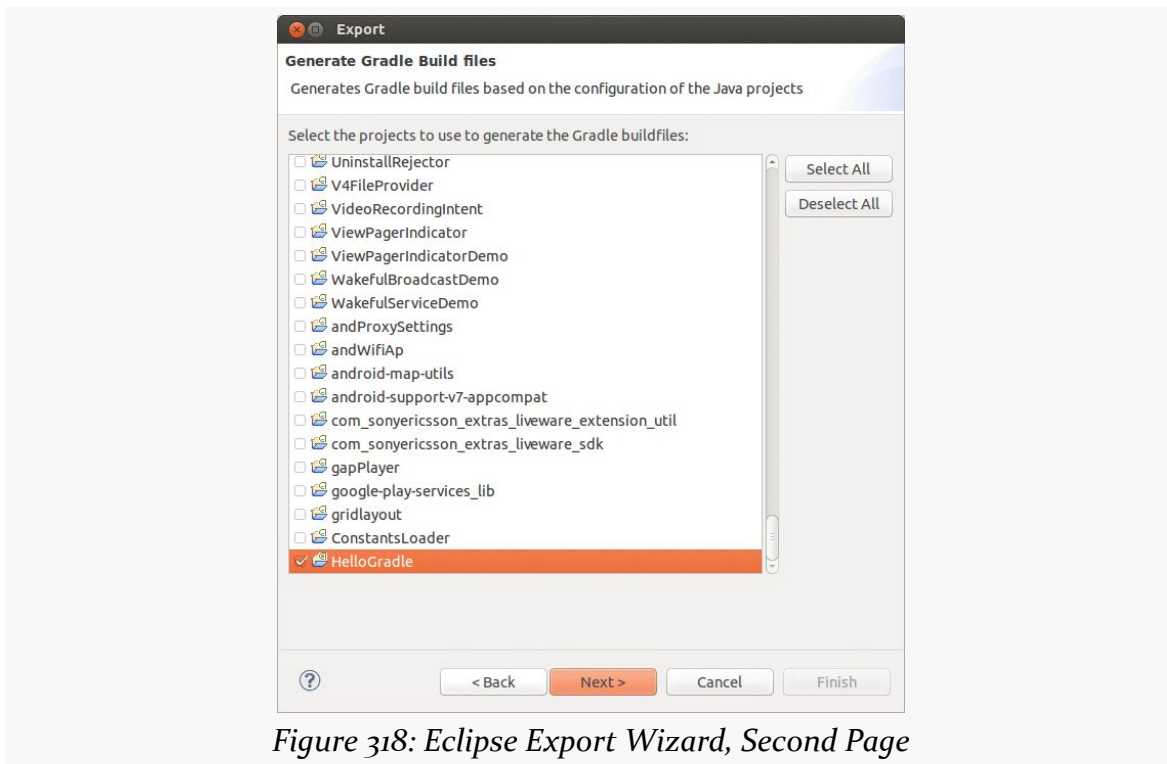 Export
Generate Gradle Build files
Generates Gradle build files based on the configuration of the Java projects
Select the projects to use to generate the Gradle buildfiles:
UninstallRejector
V4FileProvider
VideoRecordingIntent
ViewPagerIndicator
ViewPagerIndicatorDemo
WakefulBroadcastDemo
WakefulServiceDemo
andProxySettings
andWifiAp
android-map-utils
android-support-v7-appcompat
com_sonyericsson_extras_liveware_extension_util
com_sonyericsson_extras_liveware_sdk
gapPlayer
google-play-services_lib
gridlayout
ConstantsLoader
HelloGradle
Select All
Deselect All
? < Back Next > Cancel Finish
Figure 318: Eclipse Export Wizard, Second Page